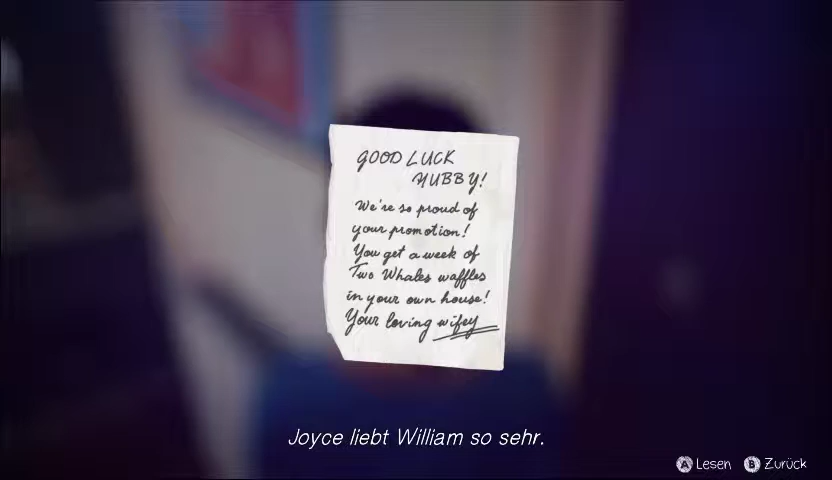 GOOD LUCK
HUBBY!
We're so proud of
your promotion!
You get a week of
Two Whales waffles
in your own house!
Your loving wifey
Joyce liebt William so sehr.
A Lesen B Zurück